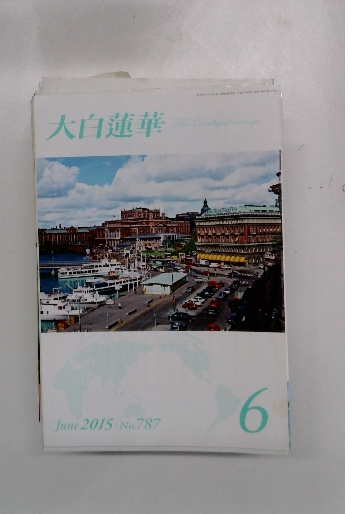 大白蓮華 The Daibyakurenge
June 2015 | No.787
6